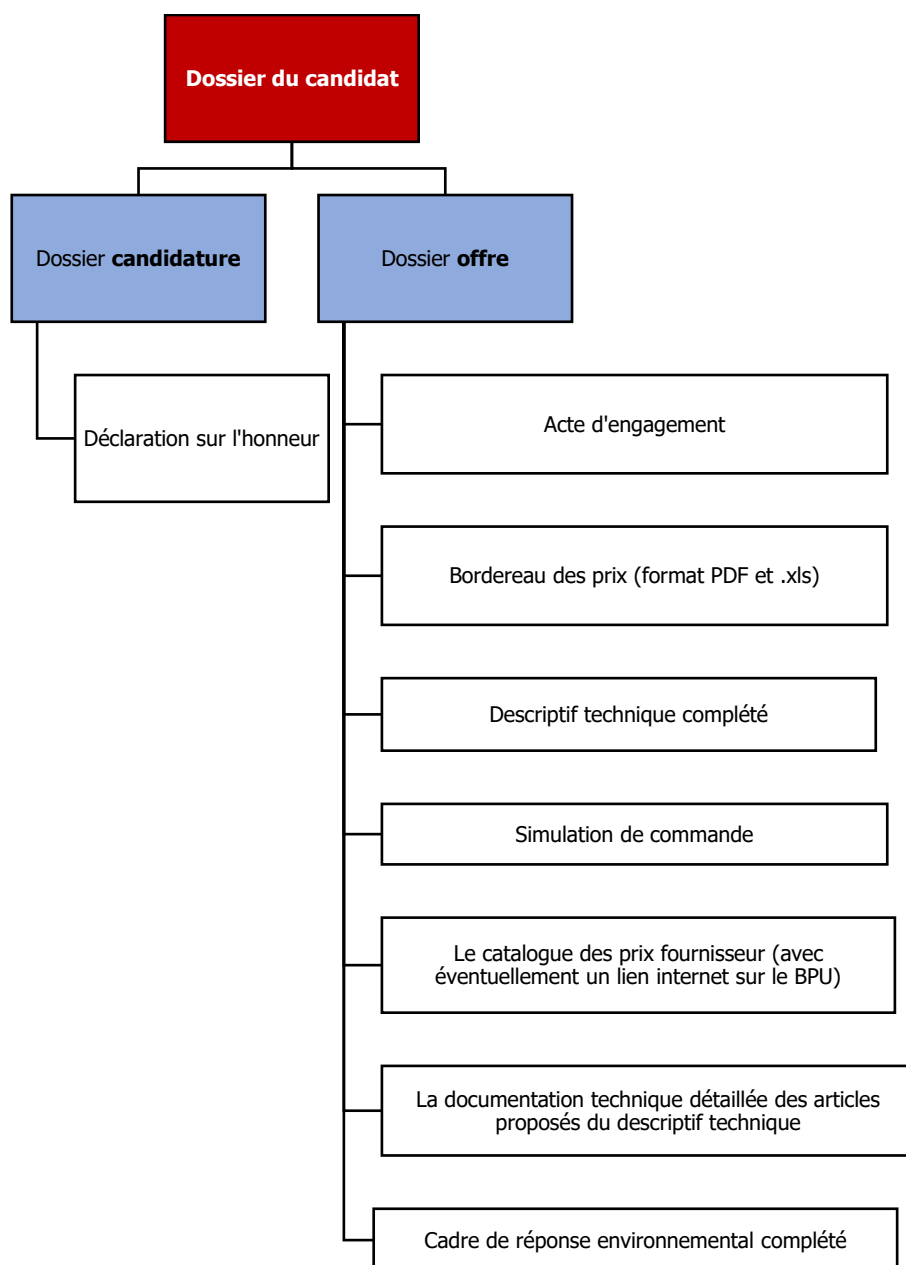 Dossier du candidat
Dossier candidature
Dossier offre
Déclaration sur l'honneur
Acte d'engagement
Bordereau des prix (format PDF et .xls)
Descriptif technique complété
Simulation de commande
Le catalogue des prix fournisseur (avec
éventuellement un lien internet sur le BPU)
La documentation technique détaillée des articles
proposés du descriptif technique
Cadre de réponse environnemental complété